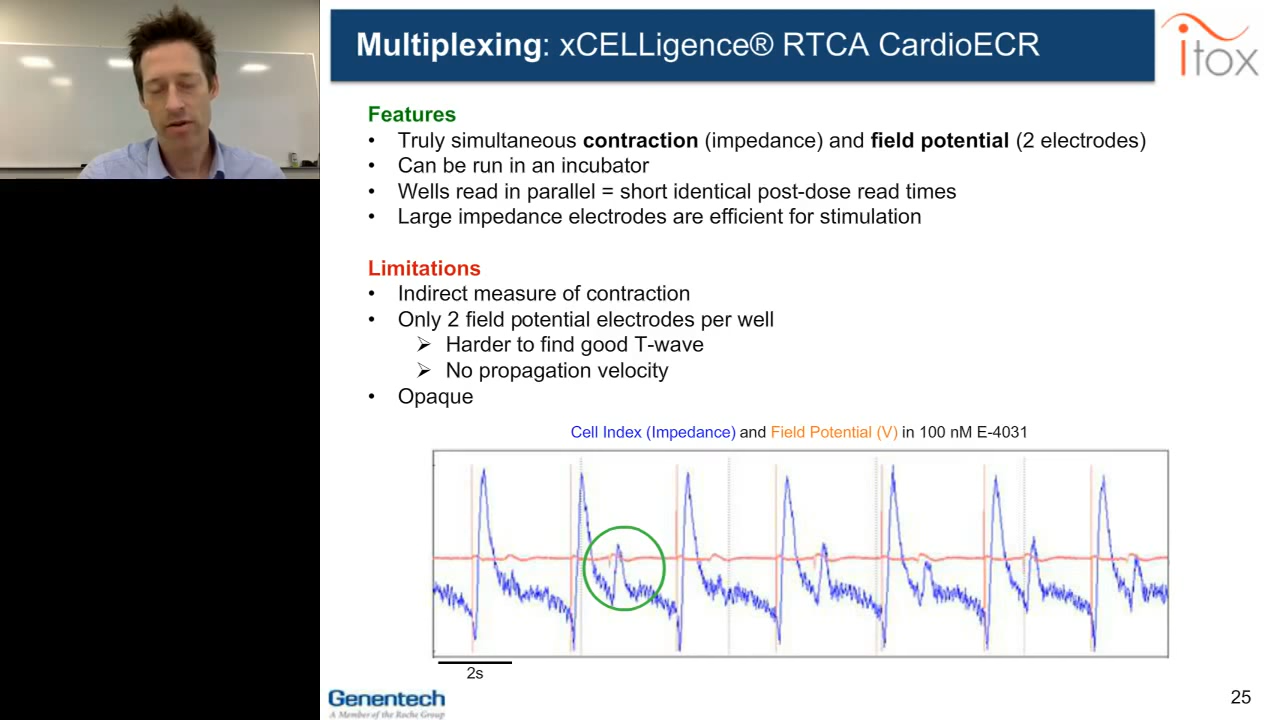 Multiplexing: xCELLigence® RTCA CardioECR
itox
Features
• Truly simultaneous contraction (impedance) and field potential (2 electrodes)
• Can be run in an incubator
• Wells read in parallel = short identical post-dose read times
• Large impedance electrodes are efficient for stimulation
Limitations
• Indirect measure of contraction
• Only 2 field potential electrodes per well
➢ Harder to find good T-wave
➢ No propagation velocity
• Opaque
Cell Index (Impedance) and Field Potential (V) in 100 nM E-4031
2s
Genentech
A Member of the Roche Group
25